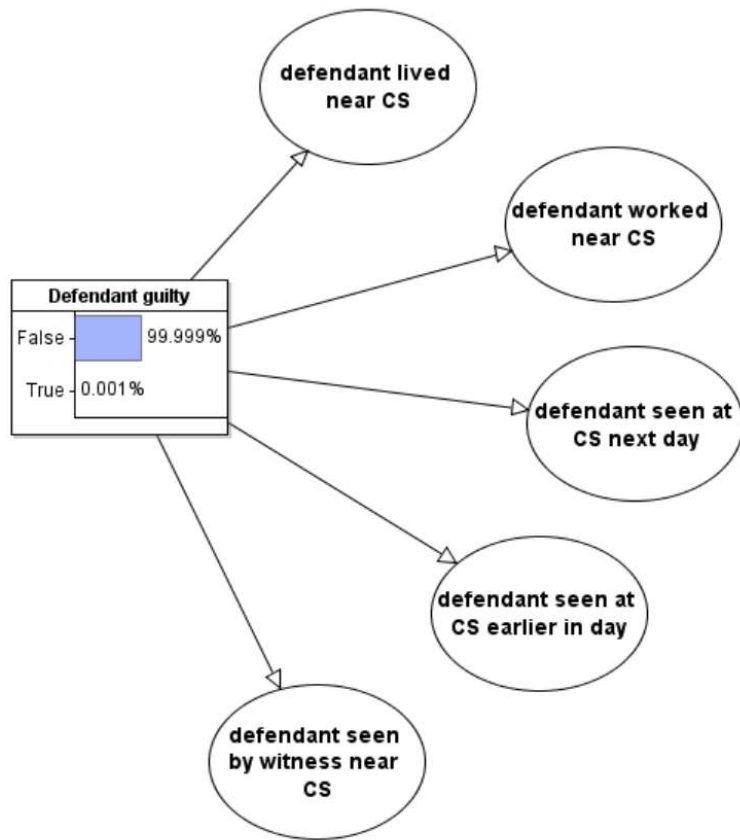 defendant lived
near CS
defendant worked
near CS
Defendant guilty
False 99.999%
True 0.001%
defendant seen at
CS next day
defendant seen at
CS earlier in day
defendant seen
by witness near
CS